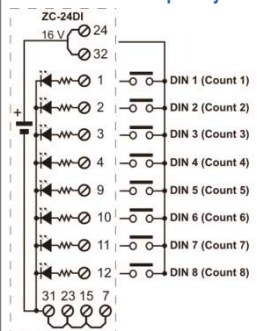 ZC-24DI
16 V
24
32
1 DIN 1 (Count 1)
2 DIN 2 (Count 2)
3 DIN 3 (Count 3)
4 DIN 4 (Count 4)
9 DIN 5 (Count 5)
10 DIN 6 (Count 6)
11 DIN 7 (Count 7)
12 DIN 8 (Count 8)
+
31 23 15 7